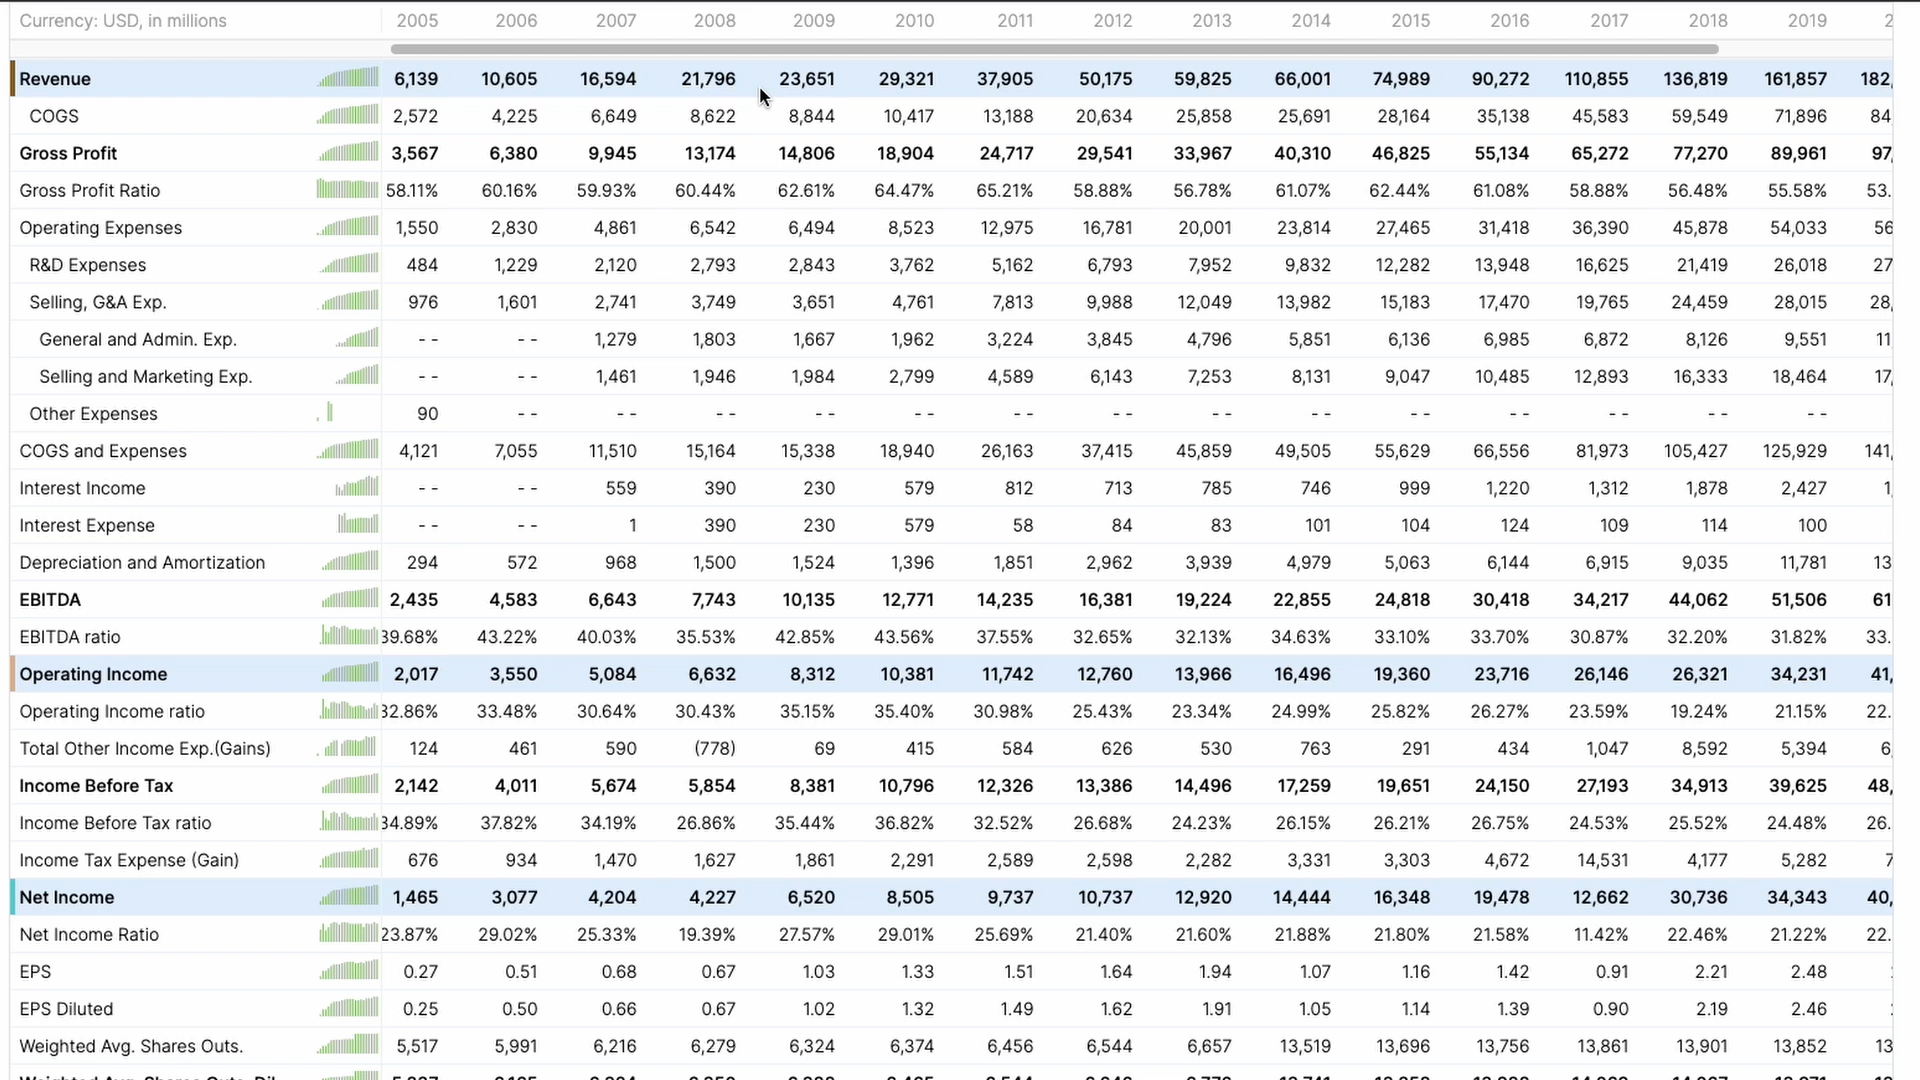 Currency: USD, in millions 2005 2006 2007 2008 2009 2010 2011 2012 2013 2014 2015 2016 2017 2018 2019 2
Revenue 6,139 10,605 16,594 21,796 23,651 29,321 37,905 50,175 59,825 66,001 74,989 90,272 110,855 136,819 161,857 182,
COGS 2,572 4,225 6,649 8,622 8,844 10,417 13,188 20,634 25,858 25,691 28,164 35,138 45,583 59,549 71,896 84
Gross Profit 3,567 6,380 9,945 13,174 14,806 18,904 24,717 29,541 33,967 40,310 46,825 55,134 65,272 77,270 89,961 97,
Gross Profit Ratio 58.11% 60.16% 59.93% 60.44% 62.61% 64.47% 65.21% 58.88% 56.78% 61.07% 62.44% 61.08% 58.88% 56.48% 55.58% 53.
Operating Expenses 1,550 2,830 4,861 6,542 6,494 8,523 12,975 16,781 20,001 23,814 27,465 31,418 36,390 45,878 54,033 56
R&D Expenses 484 1,229 2,120 2,793 2,843 3,762 5,162 6,793 7,952 9,832 12,282 13,948 16,625 21,419 26,018 27
Selling, G&A Exp. 976 1,601 2,741 3,749 3,651 4,761 7,813 9,988 12,049 13,982 15,183 17,470 19,765 24,459 28,015 28,
General and Admin. Exp. - - - - 1,279 1,803 1,667 1,962 3,224 3,845 4,796 5,851 6,136 6,985 6,872 8,126 9,551 11
Selling and Marketing Exp. - - - - 1,461 1,946 1,984 2,799 4,589 6,143 7,253 8,131 9,047 10,485 12,893 16,333 18,464 17,
Other Expenses 90 - - - - - - - - - - - - - - - - - - - - - - - - - - - -
COGS and Expenses 4,121 7,055 11,510 15,164 15,338 18,940 26,163 37,415 45,859 49,505 55,629 66,556 81,973 105,427 125,929 141,
Interest Income - - - - 559 390 230 579 812 713 785 746 999 1,220 1,312 1,878 2,427 1,
Interest Expense - - - - 1 390 230 579 58 84 83 101 104 124 109 114 100
Depreciation and Amortization 294 572 968 1,500 1,524 1,396 1,851 2,962 3,939 4,979 5,063 6,144 6,915 9,035 11,781 13
EBITDA 2,435 4,583 6,643 7,743 10,135 12,771 14,235 16,381 19,224 22,855 24,818 30,418 34,217 44,062 51,506 61
EBITDA ratio 39.68% 43.22% 40.03% 35.53% 42.85% 43.56% 37.55% 32.65% 32.13% 34.63% 33.10% 33.70% 30.87% 32.20% 31.82% 33.
Operating Income 2,017 3,550 5,084 6,632 8,312 10,381 11,742 12,760 13,966 16,496 19,360 23,716 26,146 26,321 34,231 41,
Operating Income ratio 32.86% 33.48% 30.64% 30.43% 35.15% 35.40% 30.98% 25.43% 23.34% 24.99% 25.82% 26.27% 23.59% 19.24% 21.15% 22.
Total Other Income Exp.(Gains) 124 461 590 (778) 69 415 584 626 530 763 291 434 1,047 8,592 5,394 6,
Income Before Tax 2,142 4,011 5,674 5,854 8,381 10,796 12,326 13,386 14,496 17,259 19,651 24,150 27,193 34,913 39,625 48,
Income Before Tax ratio 34.89% 37.82% 34.19% 26.86% 35.44% 36.82% 32.52% 26.68% 24.23% 26.15% 26.21% 26.75% 24.53% 25.52% 24.48% 26.
Income Tax Expense (Gain) 676 934 1,470 1,627 1,861 2,291 2,589 2,598 2,282 3,331 3,303 4,672 14,531 4,177 5,282 7
Net Income 1,465 3,077 4,204 4,227 6,520 8,505 9,737 10,737 12,920 14,444 16,348 19,478 12,662 30,736 34,343 40,
Net Income Ratio 23.87% 29.02% 25.33% 19.39% 27.57% 29.01% 25.69% 21.40% 21.60% 21.88% 21.80% 21.58% 11.42% 22.46% 21.22% 22.
EPS 0.27 0.51 0.68 0.67 1.03 1.33 1.51 1.64 1.94 1.07 1.16 1.42 0.91 2.21 2.48
EPS Diluted 0.25 0.50 0.66 0.67 1.02 1.32 1.49 1.62 1.91 1.05 1.14 1.39 0.90 2.19 2.46
Weighted Avg. Shares Outs. 5,517 5,991 6,216 6,279 6,324 6,374 6,456 6,544 6,657 13,519 13,696 13,756 13,861 13,901 13,852 13
Weighted Avg. Shares Outs. Dil.